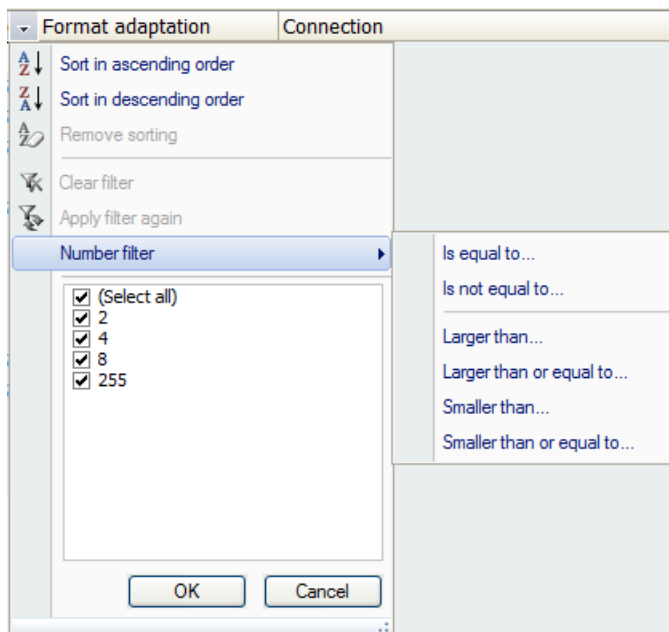 Format adaptation Connection
Sort in ascending order
Sort in descending order
Remove sorting
Clear filter
Apply filter again
Number filter
Is equal to...
Is not equal to...
Larger than...
Larger than or equal to...
Smaller than...
Smaller than or equal to...
(Select all)
2
4
8
255
OK Cancel